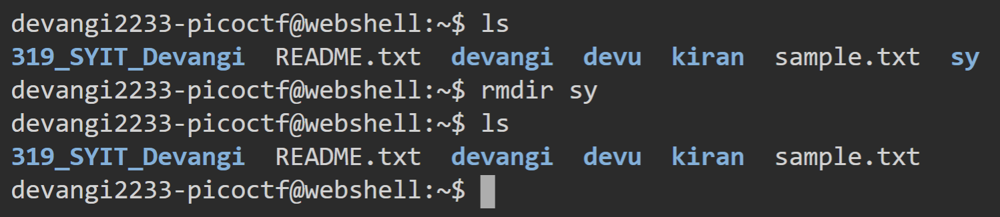 devangi2233-picoctf@webshell:~$ ls
319_SYIT_Devangi  README.txt  devangi  devu  kiran  sample.txt  sy
devangi2233-picoctf@webshell:~$ rmdir sy
devangi2233-picoctf@webshell:~$ ls
319_SYIT_Devangi  README.txt  devangi  devu  kiran  sample.txt
devangi2233-picoctf@webshell:~$